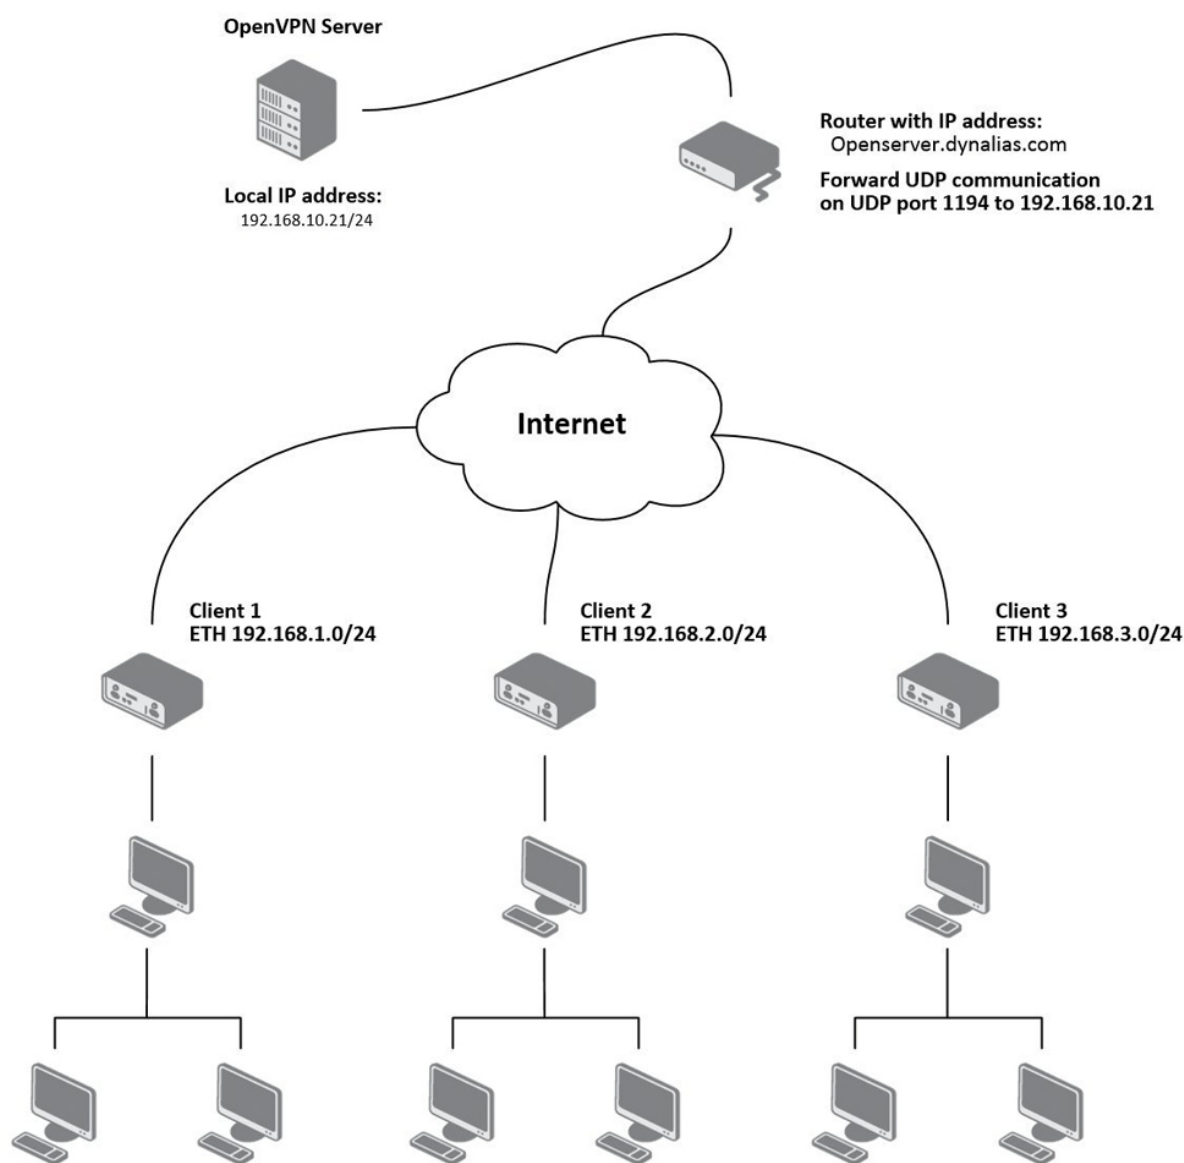 OpenVPN Server
Local IP address:
192.168.10.21/24
Router with IP address:
Openserver.dynalias.com
Forward UDP communication
on UDP port 1194 to 192.168.10.21
Internet
Client 1
ETH 192.168.1.0/24
Client 2
ETH 192.168.2.0/24
Client 3
ETH 192.168.3.0/24